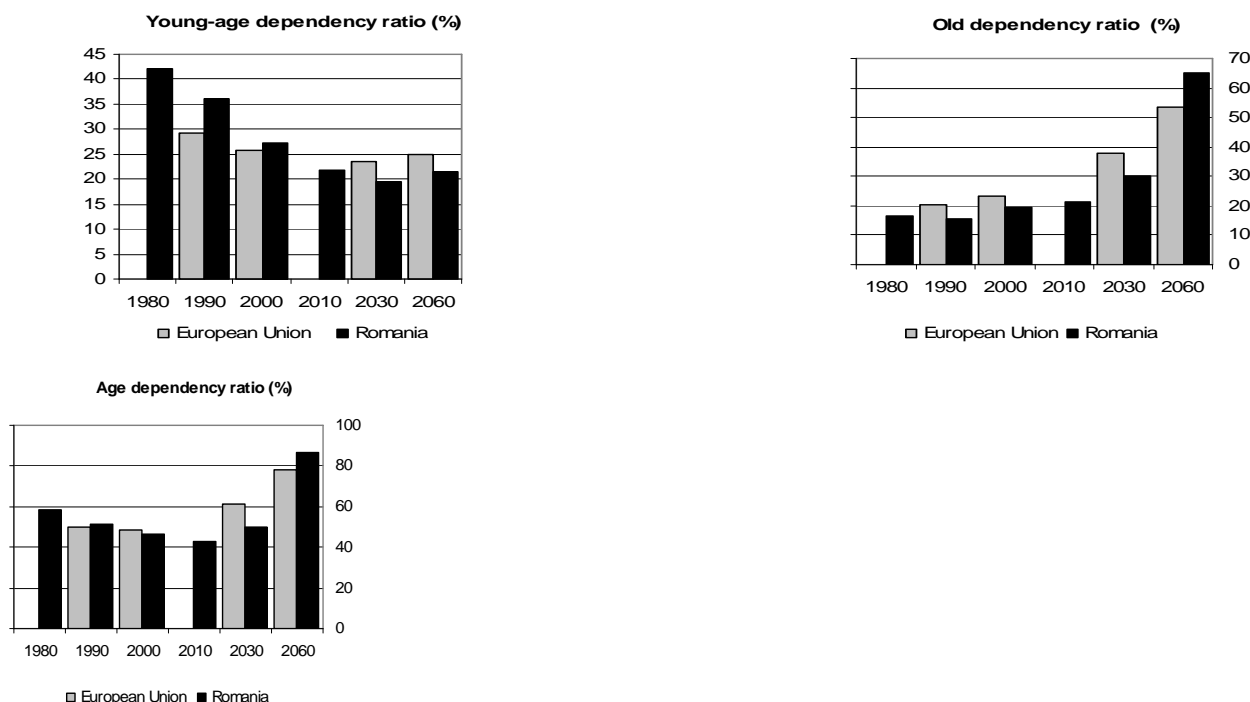 Young-age dependency ratio (%)
45
40
35
30
25
20
15
10
5
0
1980 1990 2000 2010 2030 2060
European Union Romania
Old dependency ratio (%)
70
60
50
40
30
20
10
0
1980 1990 2000 2010 2030 2060
European Union Romania
Age dependency ratio (%)
100
80
60
40
20
0
1980 1990 2000 2010 2030 2060
European Union Romania